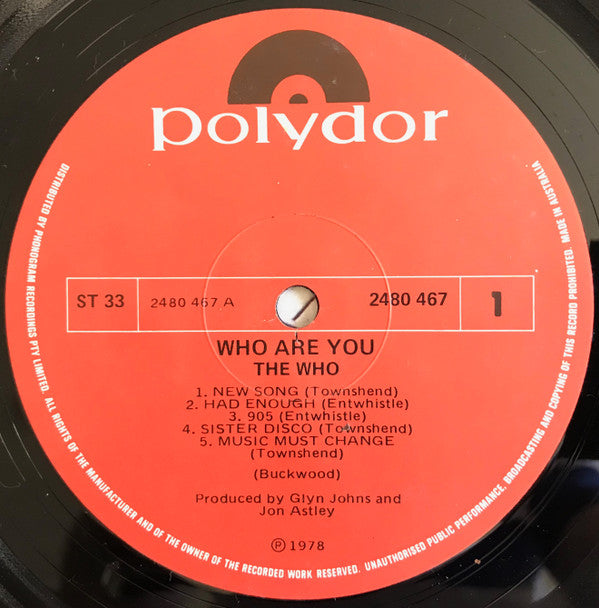 polydor
ST 33
2480 467 A
2480 467
1
WHO ARE YOU
THE WHO
1. NEW SONG (Townshend)
2. HAD ENOUGH (Entwhistle)
3. 905 (Entwhistle)
4. SISTER DISCO (Townshend)
5. MUSIC MUST CHANGE
(Townshend)
(Buckwood)
Produced by Glyn Johns and
Jon Astley
Ⓟ 1978
DISTRIBUTED BY PHONOGRAM RECORDINGS PTY LIMITED. ALL RIGHTS OF THE MANUFACTURER AND OF THE OWNER OF THE RECORDED WORK RESERVED. UNAUTHORISED PUBLIC PERFORMANCE, BROADCASTING AND COPYING OF THIS RECORD PROHIBITED. MADE IN AUSTRALIA